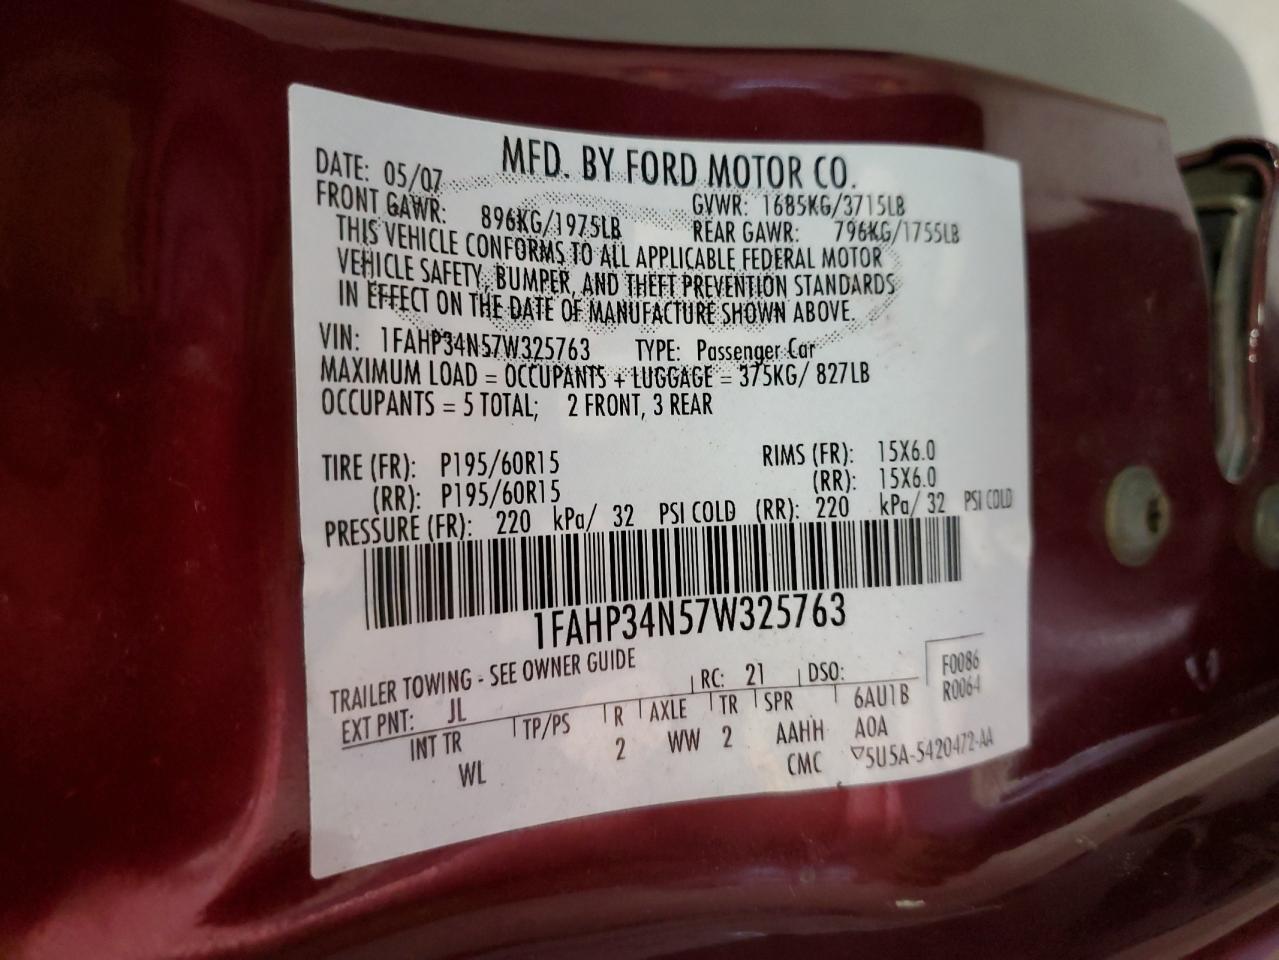 MFD. BY FORD MOTOR CO.
DATE: 05/07 GVWR: 1685KG/3715LB
FRONT GAWR: 896KG/1975LB REAR GAWR: 796KG/1755LB
THIS VEHICLE CONFORMS TO ALL APPLICABLE FEDERAL MOTOR
VEHICLE SAFETY, BUMPER, AND THEFT PREVENTION STANDARDS
IN EFFECT ON THE DATE OF MANUFACTURE SHOWN ABOVE.
VIN: 1FAHP34N57W325763 TYPE: Passenger Car
MAXIMUM LOAD = OCCUPANTS + LUGGAGE = 375KG/ 827LB
OCCUPANTS = 5 TOTAL; 2 FRONT, 3 REAR
TIRE (FR): P195/60R15 RIMS (FR): 15X6.0
(RR): P195/60R15 (RR): 15X6.0
PRESSURE (FR): 220 kPa/ 32 PSI COLD (RR): 220 kPa/ 32 PSI COLD
1FAHP34N57W325763
TRAILER TOWING - SEE OWNER GUIDE F0086
EXT PNT: JL RC: 21 DSO: R0064
INT TR TP/PS R AXLE TR SPR 6AU1B
WL 2 WW 2 AAHH AOA
CMC ▽5U5A-5420472-AA